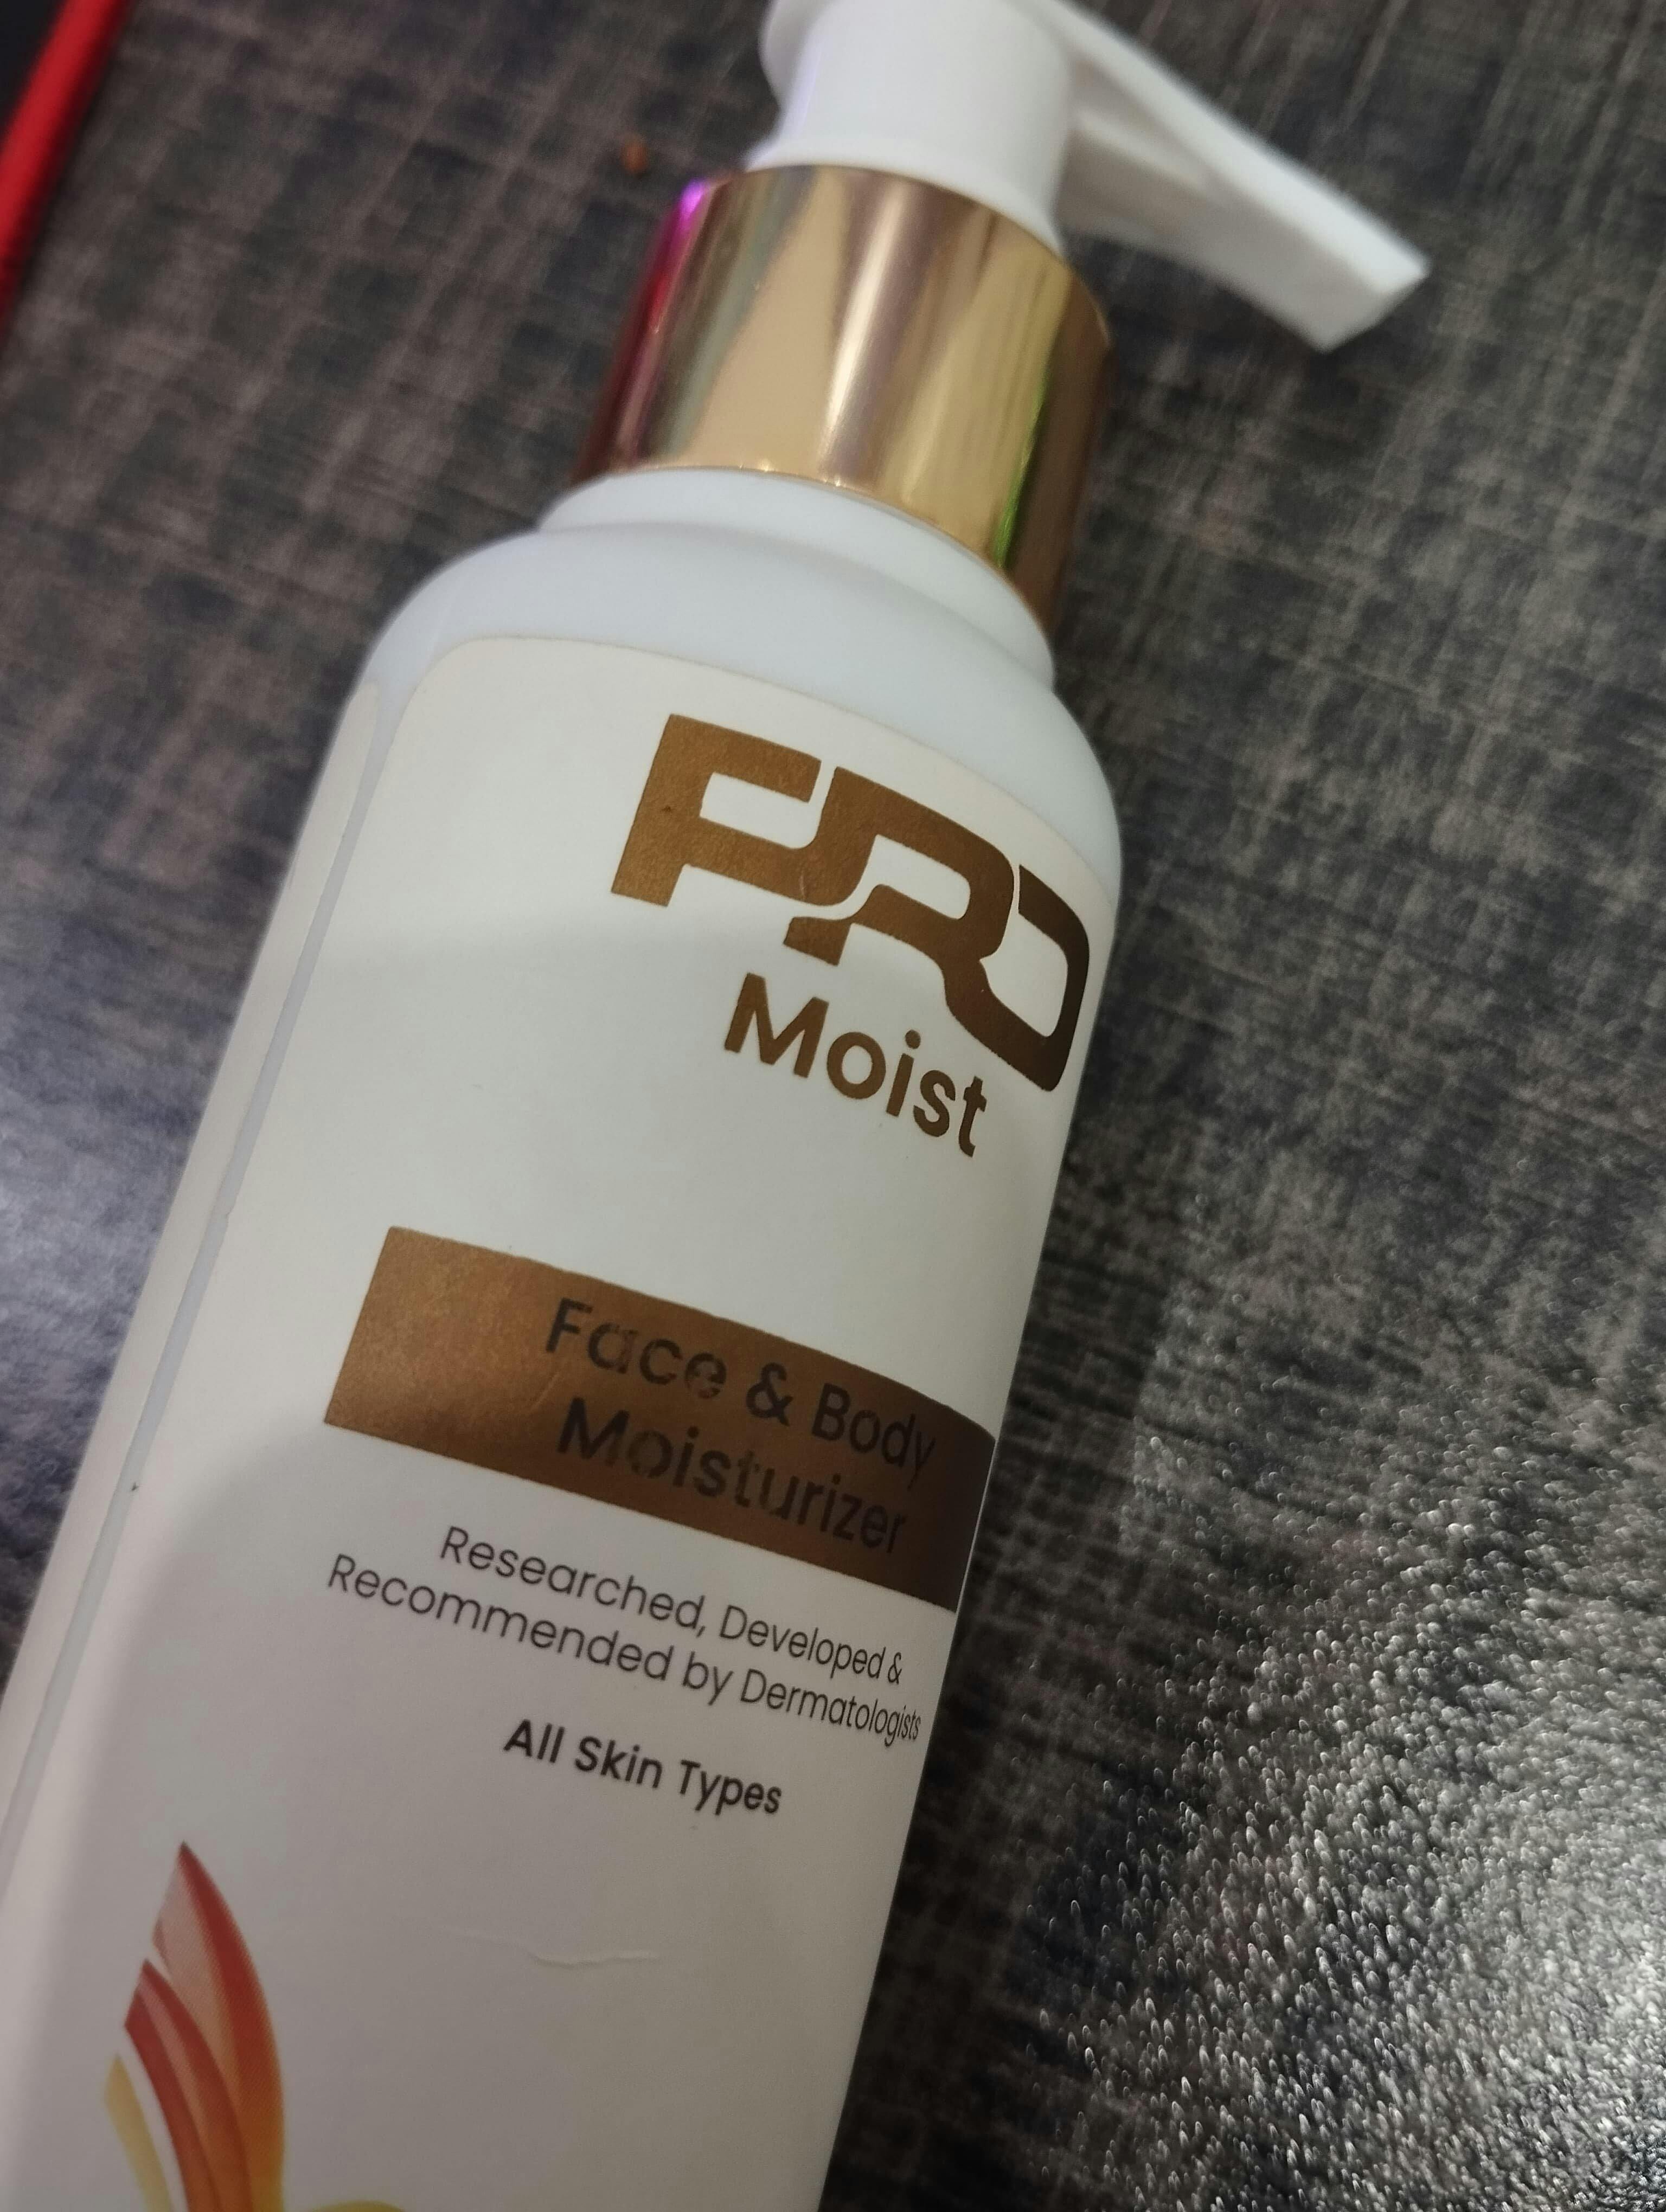 PRO
Moist
Face & Body
Moisturizer
Researched, Developed &
Recommended by Dermatologists
All Skin Types